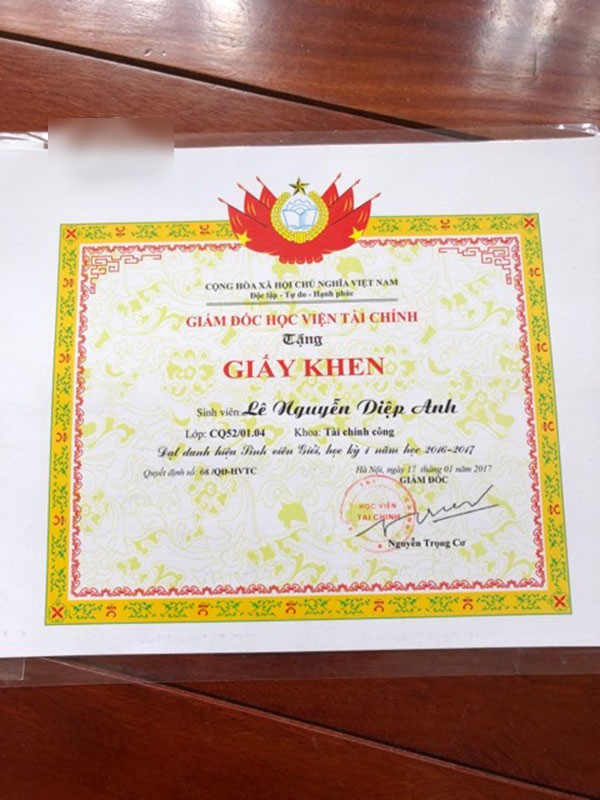 CỘNG HÒA XÃ HỘI CHỦ NGHĨA VIỆT NAM
Độc lập - Tự do - Hạnh phúc
GIÁM ĐỐC HỌC VIỆN TÀI CHÍNH
Tặng
GIẤY KHEN
Sinh viên: Lê Nguyễn Diệp Anh
Lớp: CQ52/01.04 Khoa: Tài chính công
Đạt danh hiệu Sinh viên Giỏi, học kỳ 1 năm học 2016-2017
Quyết định số: 68/QĐ-HVTC Hà Nội, ngày 17 tháng 01 năm 2017
GIÁM ĐỐC
HỌC VIỆN
TÀI CHÍNH
Nguyễn Trọng Cơ